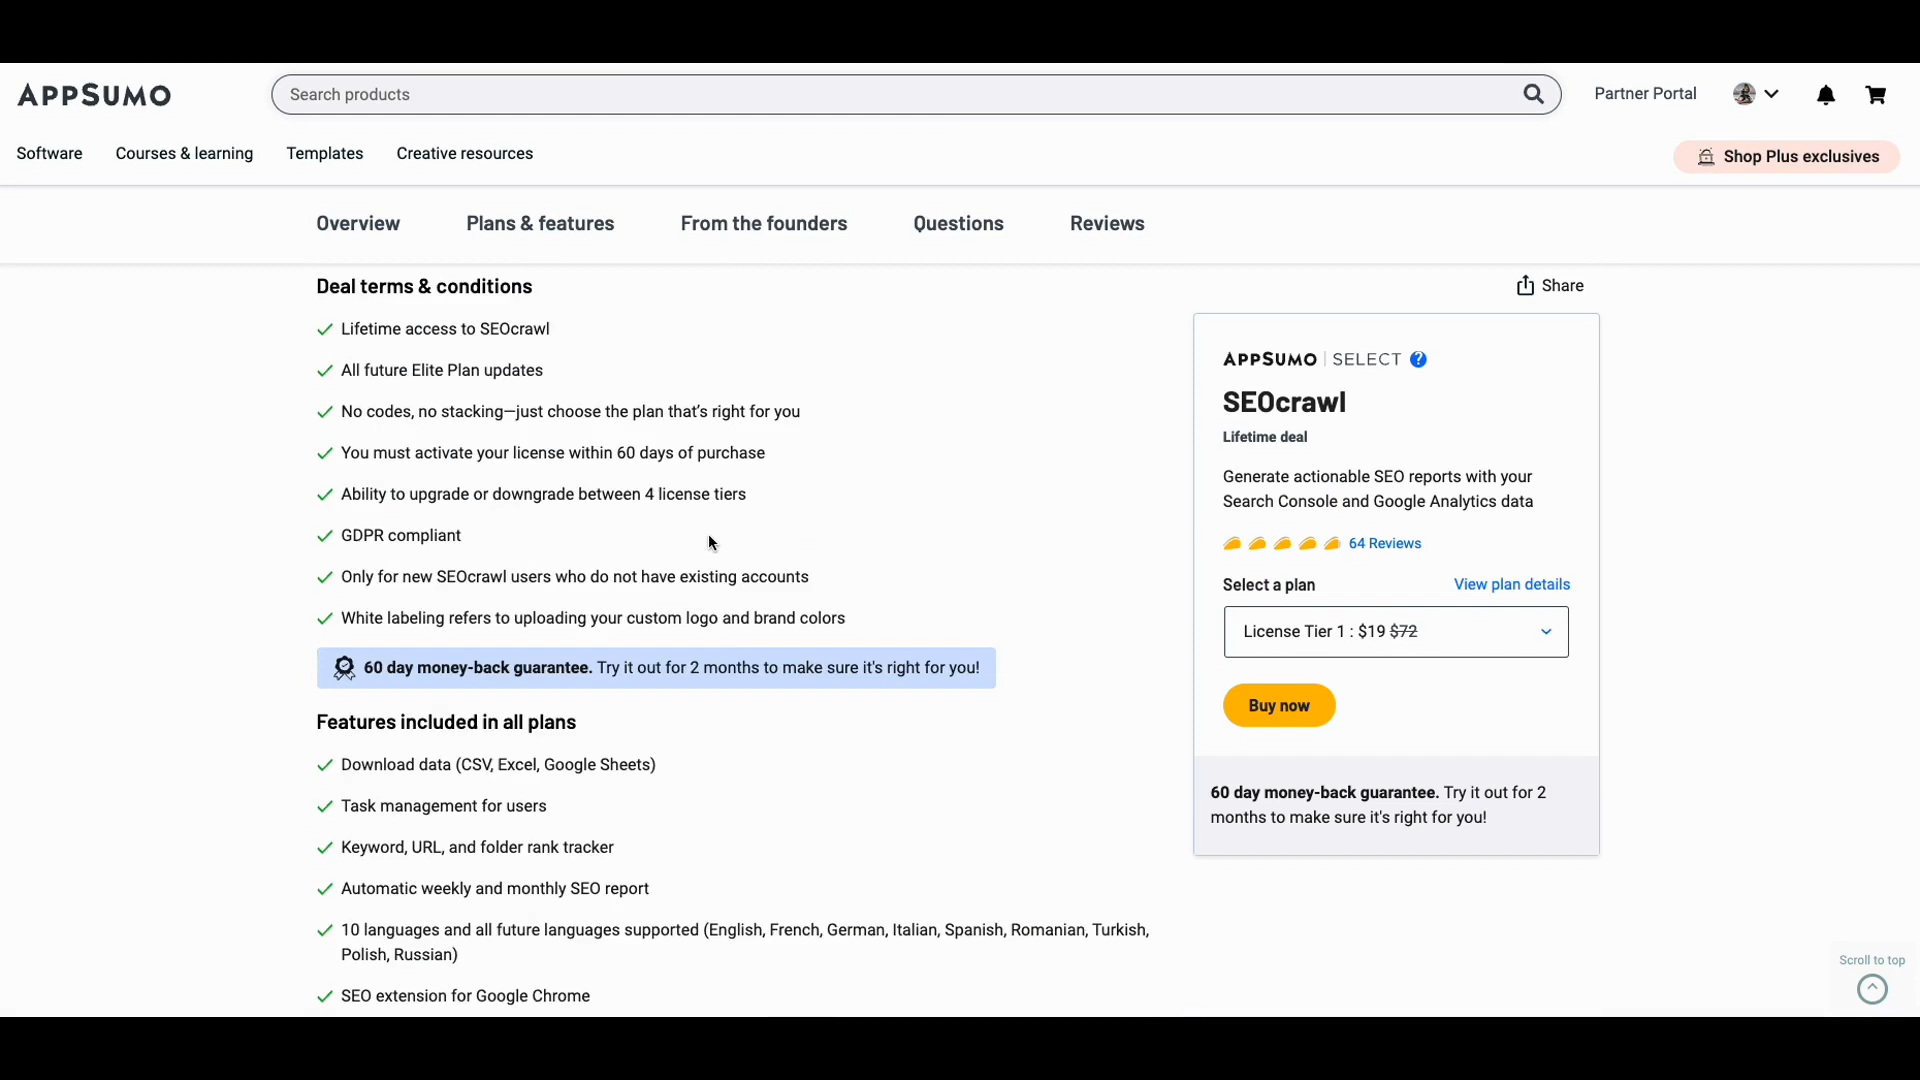 APPSUMO
Search products
Partner Portal
Software
Courses & learning
Templates
Creative resources
Shop Plus exclusives
Overview
Plans & features
From the founders
Questions
Reviews
Deal terms & conditions
Lifetime access to SEOcrawl
All future Elite Plan updates
No codes, no stacking—just choose the plan that's right for you
You must activate your license within 60 days of purchase
Ability to upgrade or downgrade between 4 license tiers
GDPR compliant
Only for new SEOcrawl users who do not have existing accounts
White labeling refers to uploading your custom logo and brand colors
60 day money-back guarantee. Try it out for 2 months to make sure it's right for you!
Features included in all plans
Download data (CSV, Excel, Google Sheets)
Task management for users
Keyword, URL, and folder rank tracker
Automatic weekly and monthly SEO report
10 languages and all future languages supported (English, French, German, Italian, Spanish, Romanian, Turkish,
Polish, Russian)
SEO extension for Google Chrome
Share
APPSUMO | SELECT ?
SEOcrawl
Lifetime deal
Generate actionable SEO reports with your
Search Console and Google Analytics data
64 Reviews
Select a plan
View plan details
License Tier 1 : $19 $72
Buy now
60 day money-back guarantee. Try it out for 2
months to make sure it's right for you!
Scroll to top